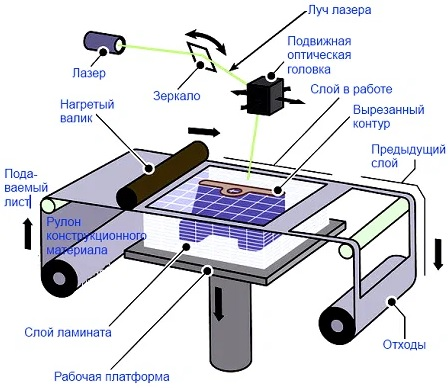 Луч лазера
Лазер
Зеркало
Подвижная
оптическая
головка
Нагретый
валик
Слой в работе
Вырезанный
контур
Предыдущий
слой
Пода-
ваемый
лист
Рулон
конструкционного
материала
Слой ламината
Рабочая платформа
Отходы